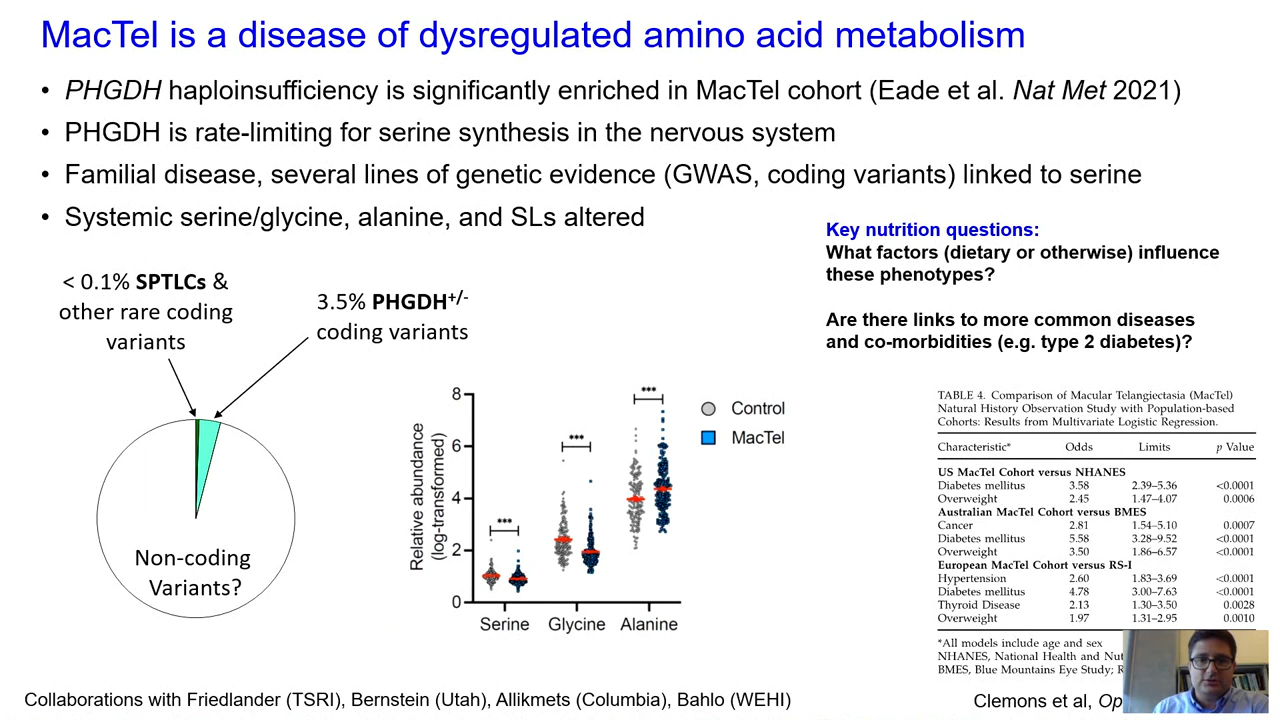 MacTel is a disease of dysregulated amino acid metabolism
• PHGDH haploinsufficiency is significantly enriched in MacTel cohort (Eade et al. Nat Met 2021)
• PHGDH is rate-limiting for serine synthesis in the nervous system
• Familial disease, several lines of genetic evidence (GWAS, coding variants) linked to serine
• Systemic serine/glycine, alanine, and SLs altered
Key nutrition questions:
What factors (dietary or otherwise) influence
these phenotypes?
Are there links to more common diseases
and co-morbidities (e.g. type 2 diabetes)?
< 0.1% SPTLCs &
other rare coding
variants
3.5% PHGDH+/-
coding variants
Non-coding
Variants?
Relative abundance
(log-transformed)
8
6
4
2
0
***
***
***
Serine Glycine Alanine
Control
MacTel
TABLE 4. Comparison of Macular Telangiectasia (MacTel)
Natural History Observation Study with Population-based
Cohorts: Results from Multivariate Logistic Regression.
Characteristic* Odds Limits p Value
US MacTel Cohort versus NHANES
Diabetes mellitus 3.58 2.39–5.36 <0.0001
Overweight 2.45 1.47–4.07 0.0006
Australian MacTel Cohort versus BMES
Cancer 2.81 1.54–5.10 0.0007
Diabetes mellitus 5.58 3.28–9.52 <0.0001
Overweight 3.50 1.86–6.57 <0.0001
European MacTel Cohort versus RS-I
Hypertension 2.60 1.83–3.69 <0.0001
Diabetes mellitus 4.78 3.00–7.63 <0.0001
Thyroid Disease 2.13 1.30–3.50 0.0028
Overweight 1.97 1.31–2.95 0.0010
*All models include age and sex
NHANES, National Health and Nut
BMES, Blue Mountains Eye Study; R
Collaborations with Friedlander (TSRI), Bernstein (Utah), Allikmets (Columbia), Bahlo (WEHI)
Clemons et al, Op